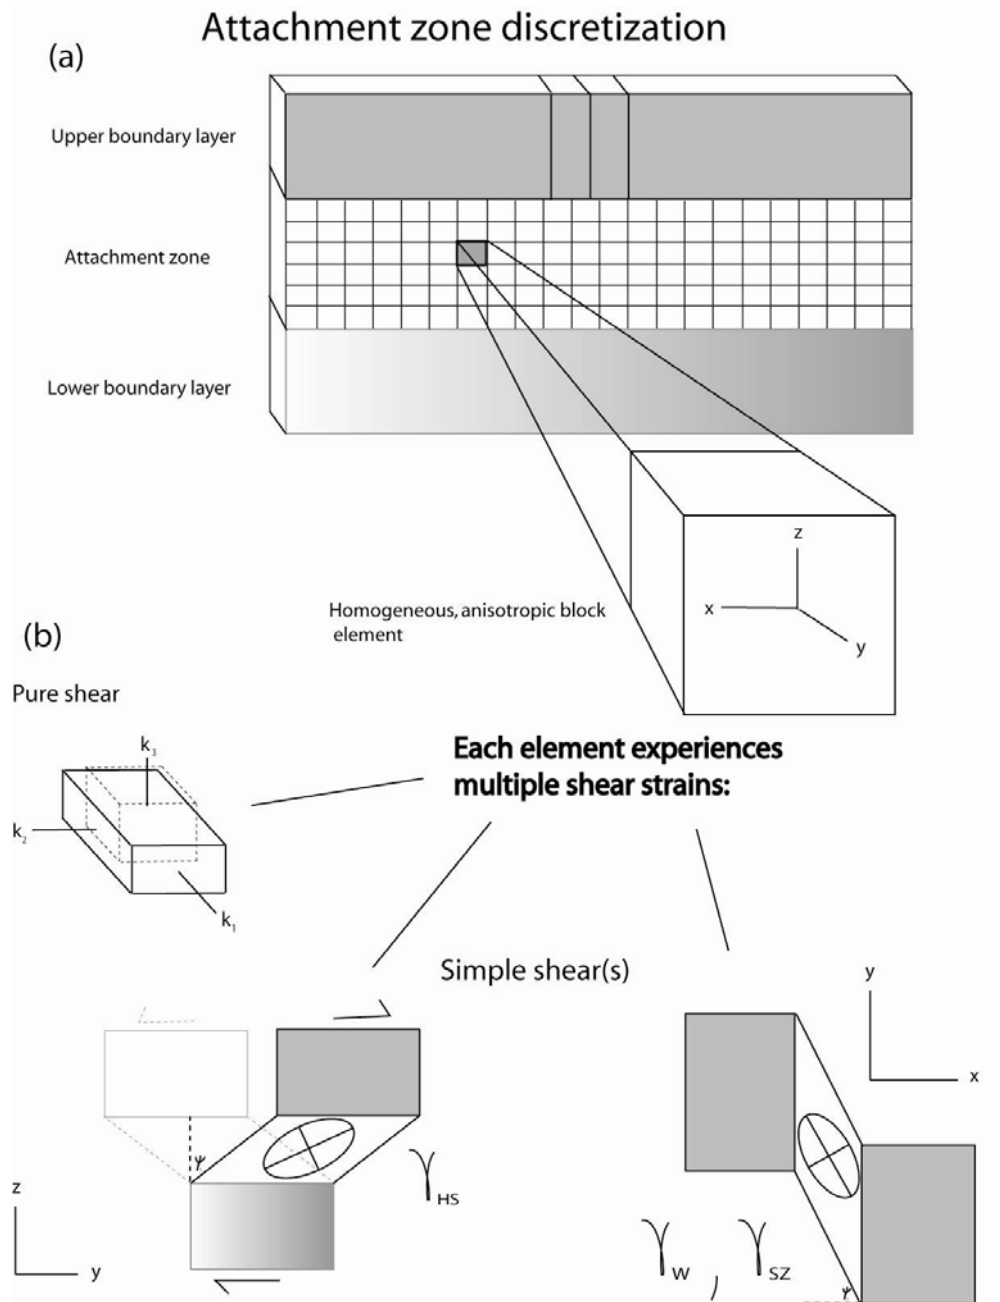 Attachment zone discretization
(a)
Upper boundary layer
Attachment zone
Lower boundary layer
z
x
y
Homogeneous, anisotropic block
element
(b)
Pure shear
k3
k2
k1
Each element experiences
multiple shear strains:
Simple shear(s)
ψ
γHS
z
y
y
x
γW , γSZ
ψ